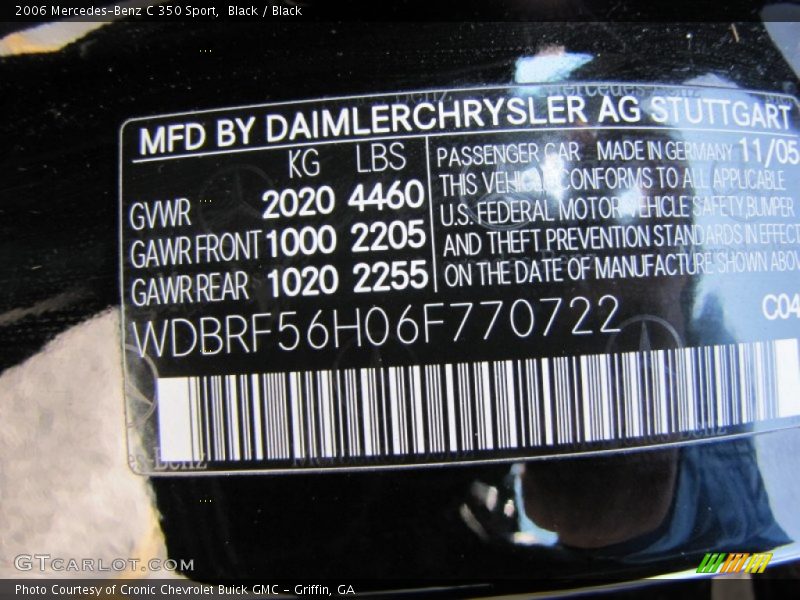 2006 Mercedes-Benz C 350 Sport, Black / Black
MFD BY DAIMLERCHRYSLER AG STUTTGART
KG LBS
GVWR 2020 4460
GAWR FRONT 1000 2205
GAWR REAR 1020 2255
PASSENGER CAR MADE IN GERMANY 11/05
THIS VEHICLE CONFORMS TO ALL APPLICABLE
U.S. FEDERAL MOTOR VEHICLE SAFETY, BUMPER
AND THEFT PREVENTION STANDARDS IN EFFECT
ON THE DATE OF MANUFACTURE SHOWN ABOV
WDBRF56H06F770722
C04
GTCARLOT.COM
Photo Courtesy of Cronic Chevrolet Buick GMC - Griffin, GA